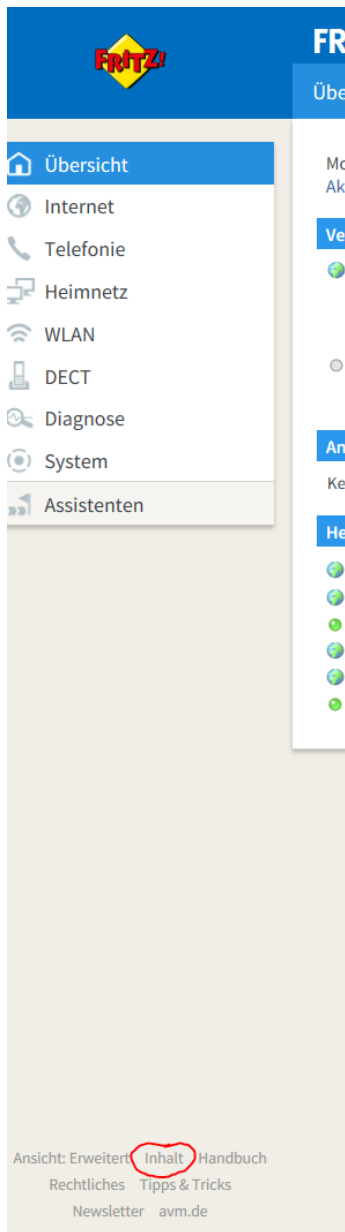 FRITZ!
FR
Übe
Übersicht
Internet
Telefonie
Heimnetz
WLAN
DECT
Diagnose
System
Assistenten
Mo
Ak
Ve
An
Ke
He
Ansicht: Erweitert Inhalt Handbuch
Rechtliches Tipps & Tricks
Newsletter avm.de